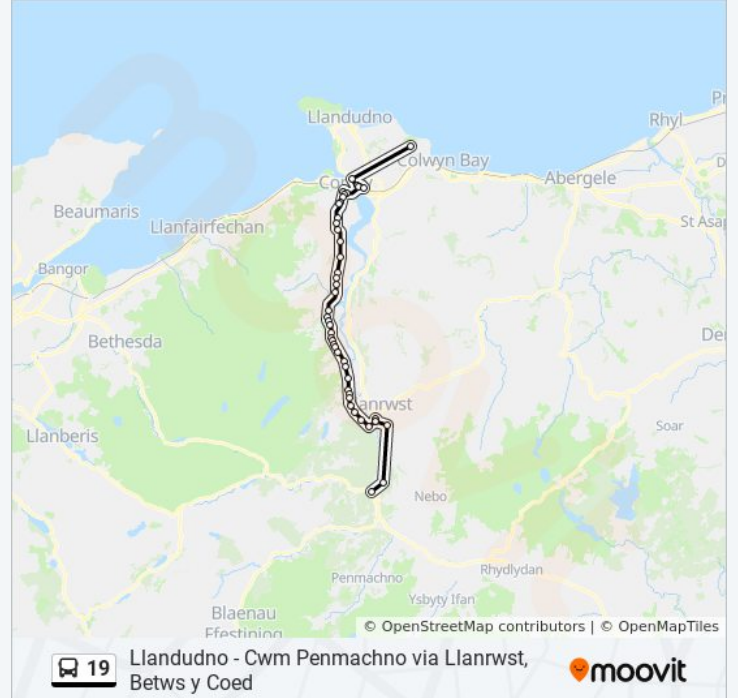 Llandudno
Rhyl
Colwyn Bay
Abergele
Beaumaris
Llanfairfechan
St Asap
Bangor
Bethesda
anrwst
Llanberis
Soar
Nebo
Rhydlydan
Penmachno
Ysbyty Ifan
Blaenau
Ffestiniog
© OpenStreetMap contributors | © OpenMapTiles
19
Llandudno - Cwm Penmachno via Llanrwst,
Betws y Coed
moovit